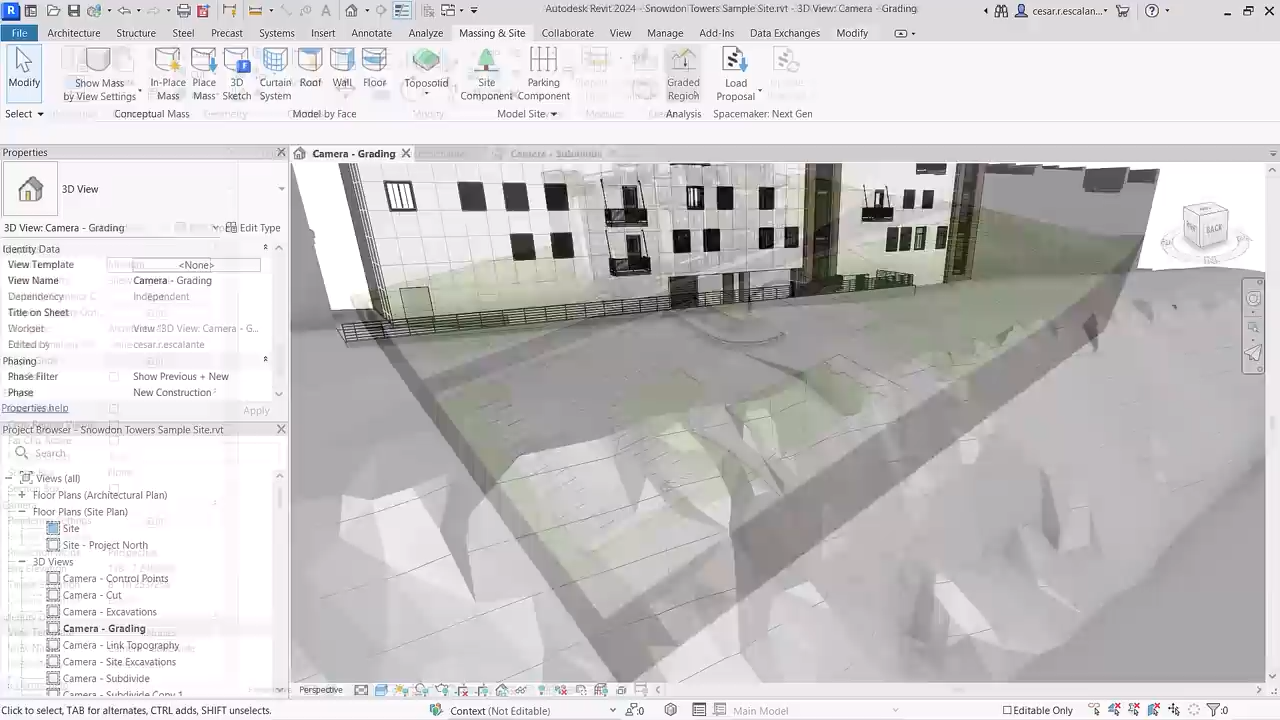 Autodesk Revit 2024 - Snowdon Towers Sample Site.rvt - 3D View: Camera - Grading
cesar.r.escalan...
File Architecture Structure Steel Precast Systems Insert Annotate Analyze Massing & Site Collaborate View Manage Add-Ins Data Exchanges Modify
Modify
Show Mass
by View Settings
In-Place
Mass
Place
Mass
3D
Sketch
Curtain
System
Roof
Wall
Floor
Toposolid
Site
Component
Parking
Component
Graded
Region
Load
Proposal
Select
Conceptual Mass
Model by Face
Modify
Model Site
Analysis
Spacemaker: Next Gen
Properties
Camera - Grading
Camera - Subdivide
3D View
3D View: Camera - Grading
Edit Type
Identity Data
View Template <None>
View Name Camera - Grading
Dependency Independent
Title on Sheet
Workset View "3D View: Camera - G...
Edited by cesar.r.escalante
Phasing
Phase Filter Show Previous + New
Phase New Construction
Properties help
Apply
Project Browser - Snowdon Towers Sample Site.rvt
Search
Views (all)
Floor Plans (Architectural Plan)
Floor Plans (Site Plan)
Site
Site - Project North
3D Views
Camera - Control Points
Camera - Cut
Camera - Excavations
Camera - Grading
Camera - Link Topography
Camera - Site Excavations
Camera - Subdivide
Camera - Subdivide Copy 1
BACK
Perspective
Click to select, TAB for alternates, CTRL adds, SHIFT unselects.
Context (Not Editable)
:0
Main Model
Editable Only
:0